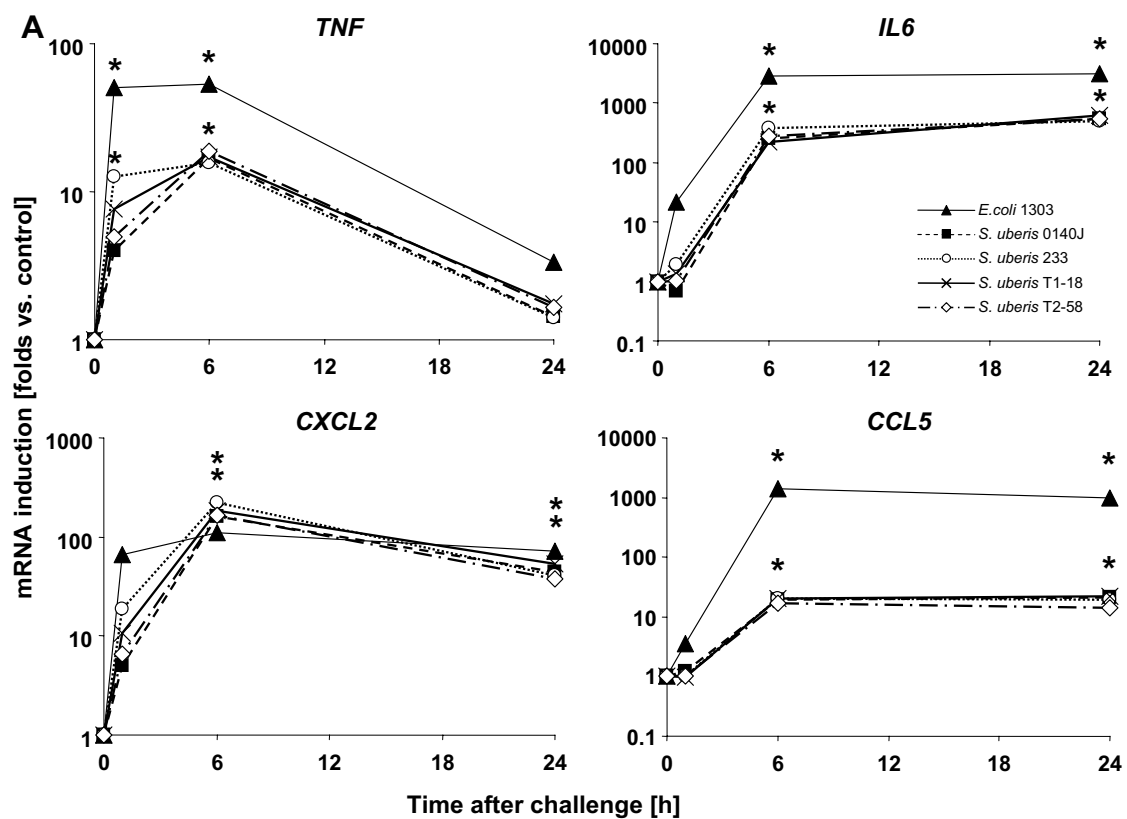 A
TNF
IL6
100
10
1
0 6 12 18 24
10000
1000
100
10
1
0.1
0 6 12 18 24
* * * *
* * * *
E.coli 1303
S. uberis 0140J
S. uberis 233
S. uberis T1-18
S. uberis T2-58
mRNA induction [folds vs. control]
CXCL2
CCL5
1000
100
10
1
0 6 12 18 24
10000
1000
100
10
1
0.1
0 6 12 18 24
* * * *
* * * *
Time after challenge [h]